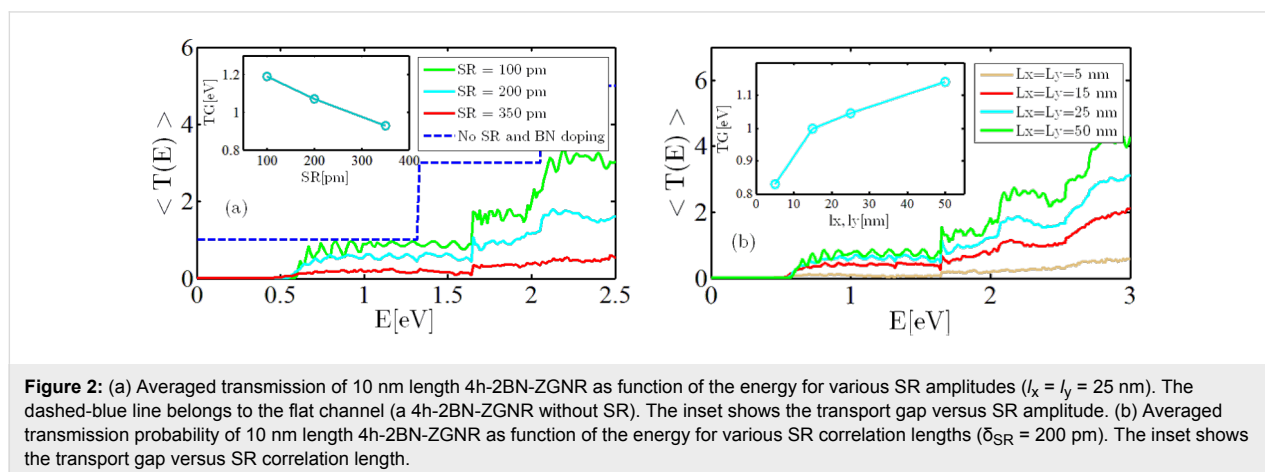 6
4
2
0
< T(E) >
1.2
1
0.8
TG[eV]
100 200 300 400
SR[pm]
SR = 100 pm
SR = 200 pm
SR = 350 pm
No SR and BN doping
(a)
0 0.5 1 1.5 2 2.5
E[eV]
6
4
2
0
< T(E) >
1.1
1
0.9
0.8
TG[eV]
0 10 20 30 40 50
lx, ly[nm]
Lx=Ly=5 nm
Lx=Ly=15 nm
Lx=Ly=25 nm
Lx=Ly=50 nm
(b)
0 1 2 3
E[eV]
Figure 2: (a) Averaged transmission of 10 nm length 4h-2BN-ZGNR as function of the energy for various SR amplitudes (lx = ly = 25 nm). The
dashed-blue line belongs to the flat channel (a 4h-2BN-ZGNR without SR). The inset shows the transport gap versus SR amplitude. (b) Averaged
transmission probability of 10 nm length 4h-2BN-ZGNR as function of the energy for various SR correlation lengths (δSR = 200 pm). The inset shows
the transport gap versus SR correlation length.